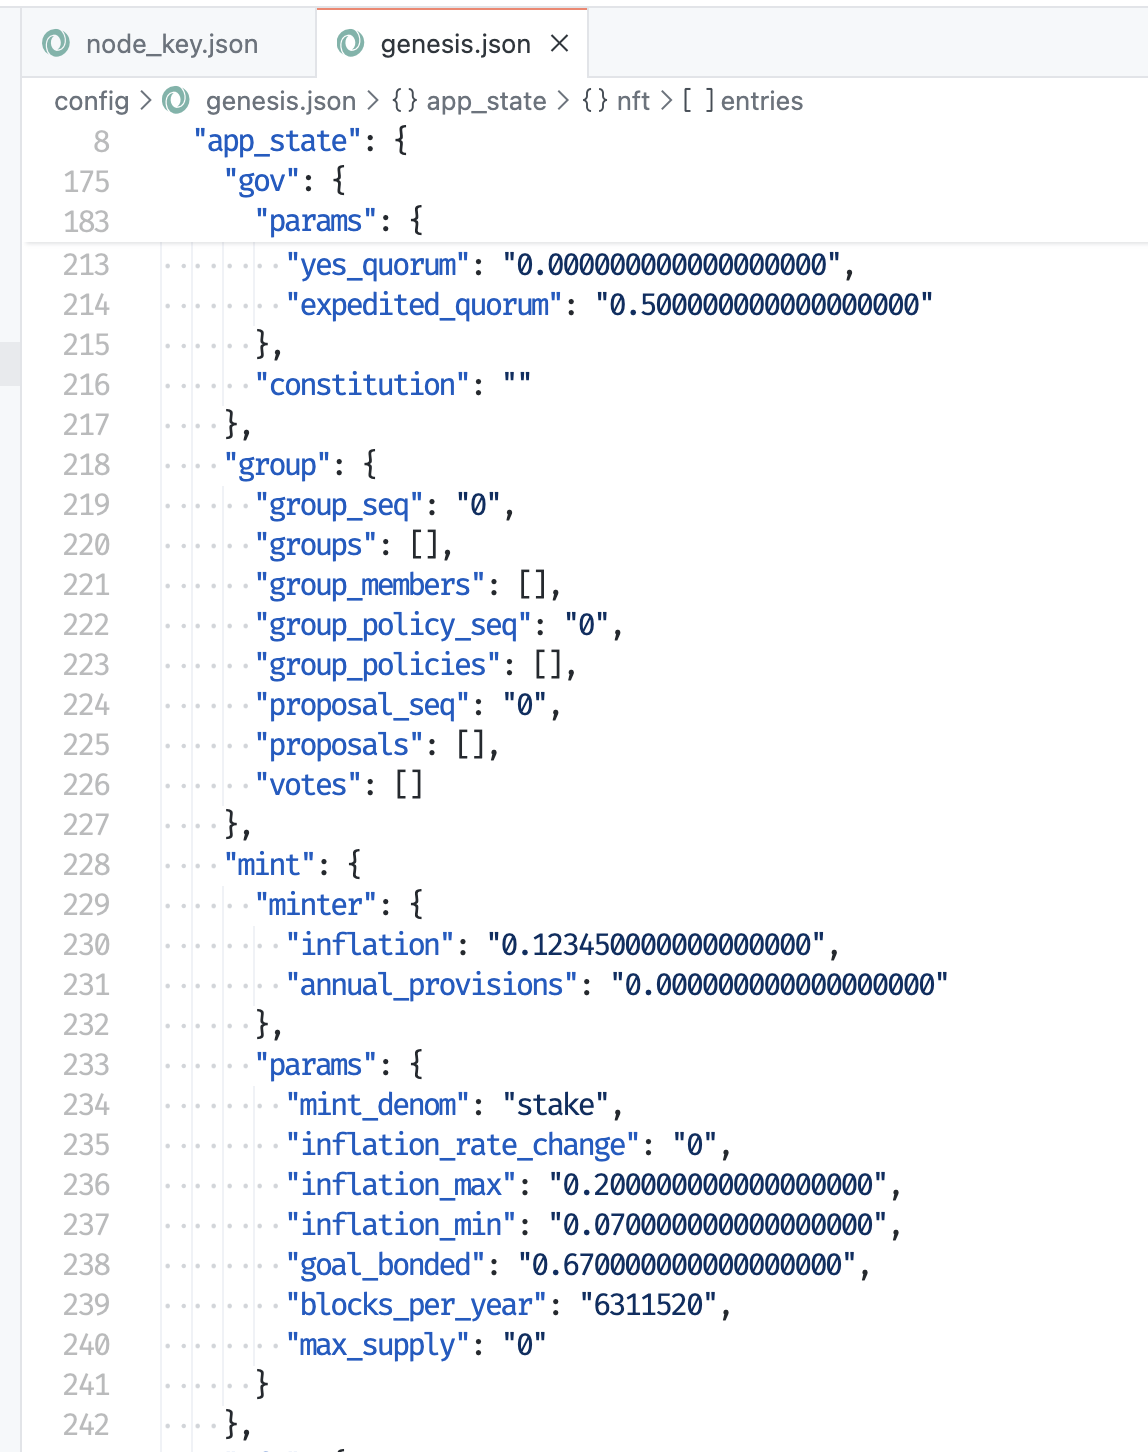 node_key.json genesis.json
config > genesis.json > {} app_state > {} nft > [ ] entries
8 "app_state": {
175 "gov": {
183 "params": {
213 "yes_quorum": "0.000000000000000000",
214 "expedited_quorum": "0.500000000000000000"
215 },
216 "constitution": ""
217 },
218 "group": {
219 "group_seq": "0",
220 "groups": [],
221 "group_members": [],
222 "group_policy_seq": "0",
223 "group_policies": [],
224 "proposal_seq": "0",
225 "proposals": [],
226 "votes": []
227 },
228 "mint": {
229 "minter": {
230 "inflation": "0.123450000000000000",
231 "annual_provisions": "0.000000000000000000"
232 },
233 "params": {
234 "mint_denom": "stake",
235 "inflation_rate_change": "0",
236 "inflation_max": "0.200000000000000000",
237 "inflation_min": "0.070000000000000000",
238 "goal_bonded": "0.670000000000000000",
239 "blocks_per_year": "6311520",
240 "max_supply": "0"
241 }
242 },